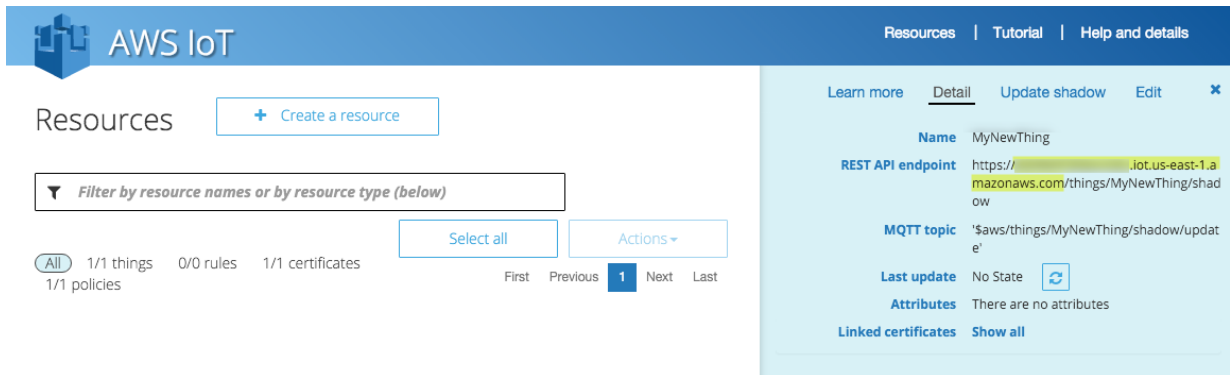 AWS IoT
Resources | Tutorial | Help and details
Resources
+ Create a resource
Filter by resource names or by resource type (below)
Select all
Actions
All 1/1 things 0/0 rules 1/1 certificates
1/1 policies
First Previous 1 Next Last
Learn more Detail Update shadow Edit ×
Name MyNewThing
REST API endpoint https:// .iot.us-east-1.a
mazonaws.com/things/MyNewThing/shad
ow
MQTT topic '$aws/things/MyNewThing/shadow/updat
e'
Last update No State
Attributes There are no attributes
Linked certificates Show all